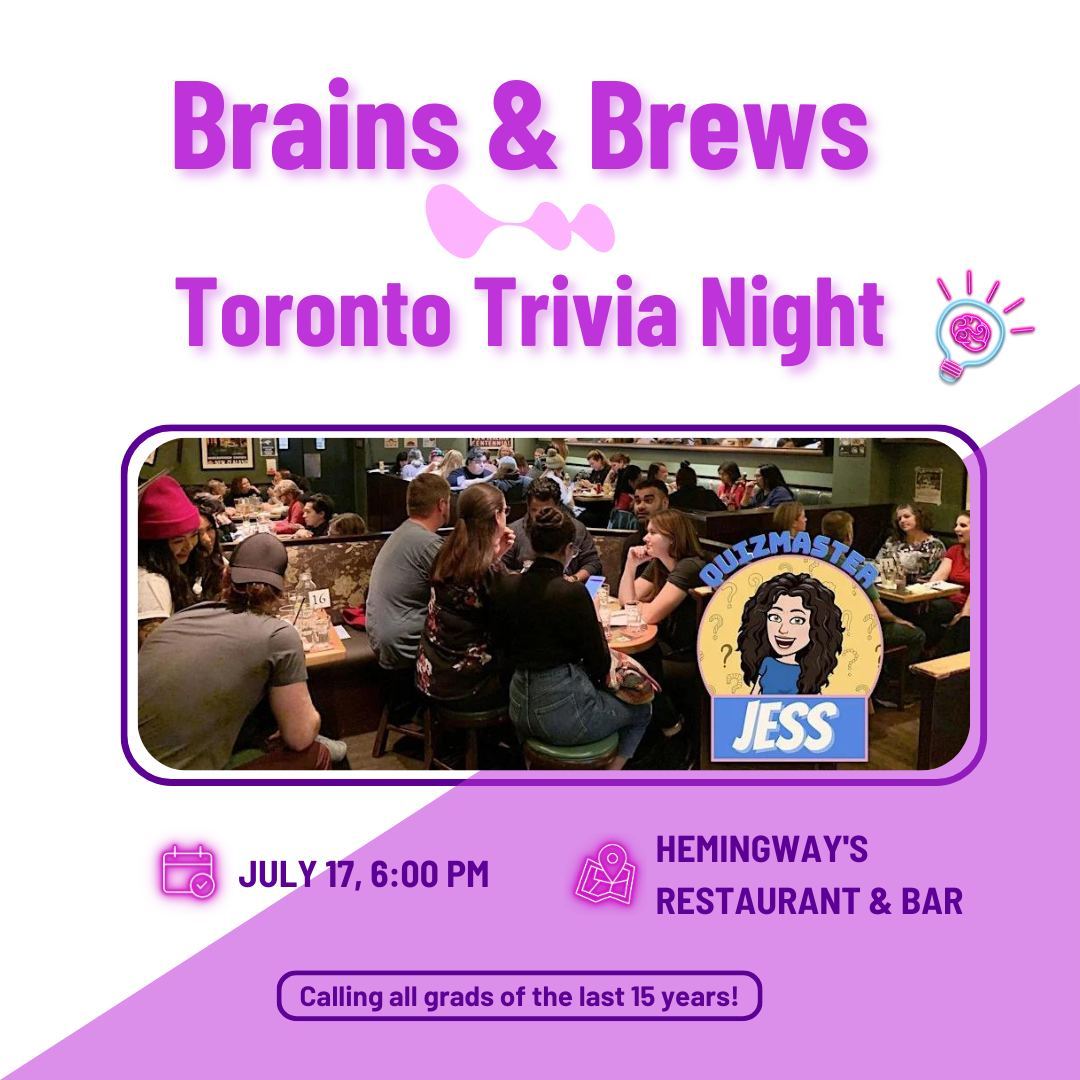 Brains & Brews
Toronto Trivia Night
16
QUIZMASTER
JESS
JULY 17, 6:00 PM
HEMINGWAY'S
RESTAURANT & BAR
Calling all grads of the last 15 years!